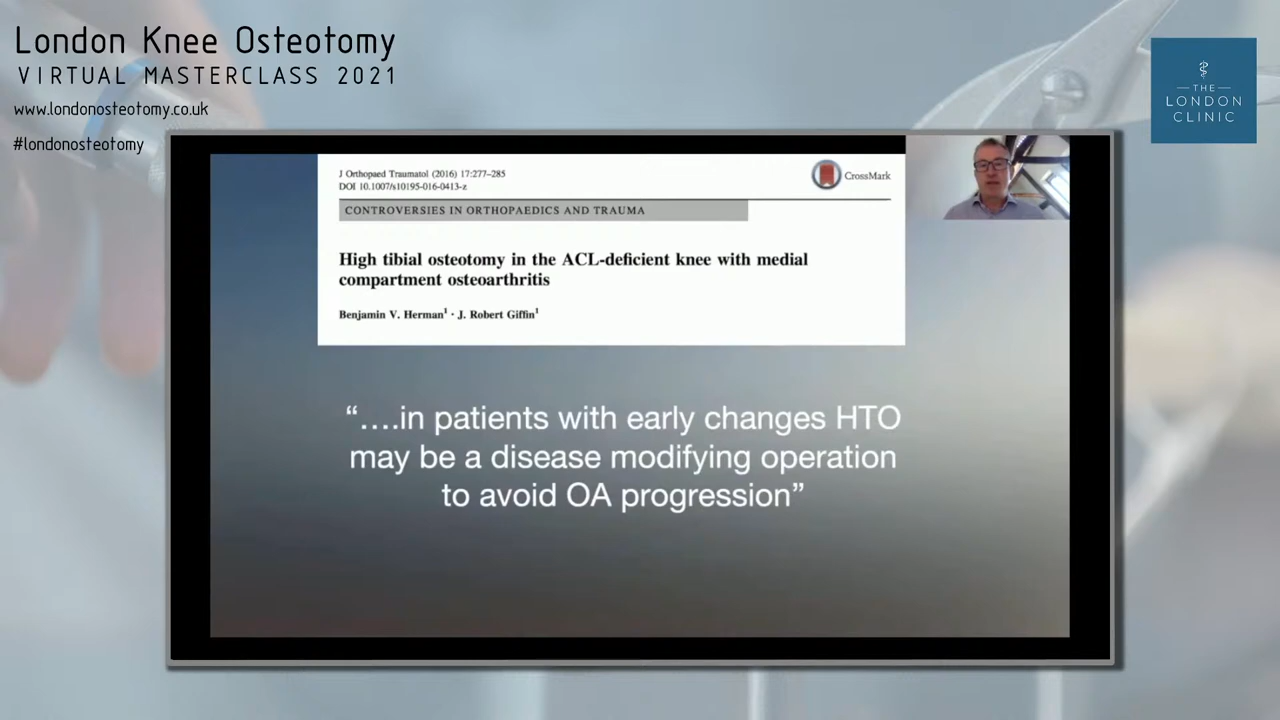 London Knee Osteotomy
VIRTUAL MASTERCLASS 2021
www.londonosteotomy.co.uk
#londonosteotomy
THE
LONDON
CLINIC
J Orthopaed Traumatol (2016) 17:277–285
DOI 10.1007/s10195-016-0413-z
CrossMark
CONTROVERSIES IN ORTHOPAEDICS AND TRAUMA
High tibial osteotomy in the ACL-deficient knee with medial
compartment osteoarthritis
Benjamin V. Herman¹ · J. Robert Giffin¹
“….in patients with early changes HTO
may be a disease modifying operation
to avoid OA progression”